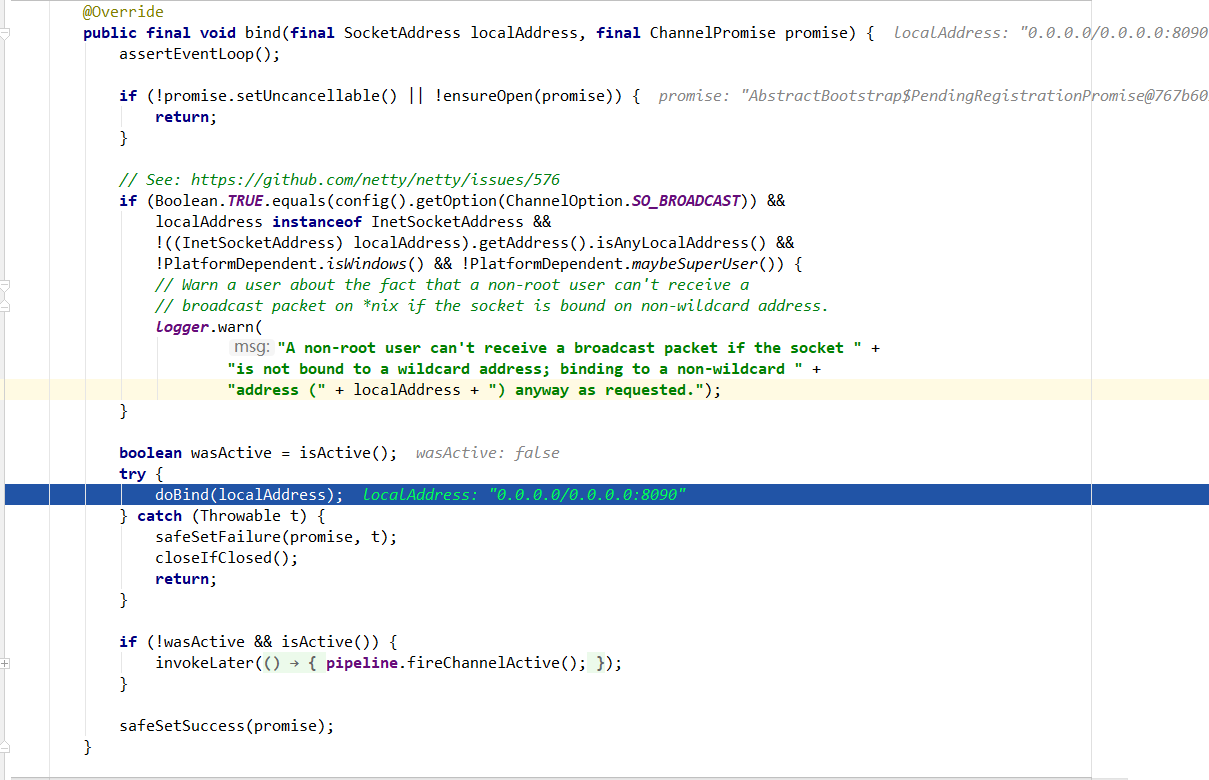 @Override
public final void bind(final SocketAddress localAddress, final ChannelPromise promise) {  localAddress: "0.0.0.0/0.0.0.0:8090
assertEventLoop();
if (!promise.setUncancellable() || !ensureOpen(promise)) {  promise: "AbstractBootstrap$PendingRegistrationPromise@767b60
return;
}
// See: https://github.com/netty/netty/issues/576
if (Boolean.TRUE.equals(config().getOption(ChannelOption.SO_BROADCAST)) &&
localAddress instanceof InetSocketAddress &&
!((InetSocketAddress) localAddress).getAddress().isAnyLocalAddress() &&
!PlatformDependent.isWindows() && !PlatformDependent.maybeSuperUser()) {
// Warn a user about the fact that a non-root user can't receive a
// broadcast packet on *nix if the socket is bound on non-wildcard address.
logger.warn(
msg: "A non-root user can't receive a broadcast packet if the socket " +
"is not bound to a wildcard address; binding to a non-wildcard " +
"address (" + localAddress + ") anyway as requested.");
}
boolean wasActive = isActive();  wasActive: false
try {
doBind(localAddress);  localAddress: "0.0.0.0/0.0.0.0:8090"
} catch (Throwable t) {
safeSetFailure(promise, t);
closeIfClosed();
return;
}
if (!wasActive && isActive()) {
invokeLater(() → { pipeline.fireChannelActive(); });
}
safeSetSuccess(promise);
}